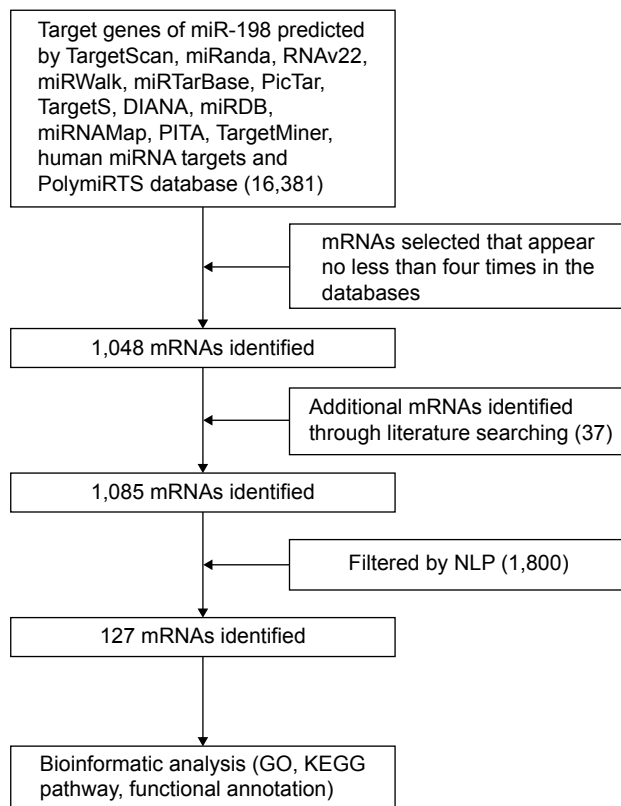 Target genes of miR-198 predicted
by TargetScan, miRanda, RNAv22,
miRWalk, miRTarBase, PicTar,
TargetS, DIANA, miRDB,
miRNAMap, PITA, TargetMiner,
human miRNA targets and
PolymiRTS database (16,381)
mRNAs selected that appear
no less than four times in the
databases
1,048 mRNAs identified
Additional mRNAs identified
through literature searching (37)
1,085 mRNAs identified
Filtered by NLP (1,800)
127 mRNAs identified
Bioinformatic analysis (GO, KEGG
pathway, functional annotation)